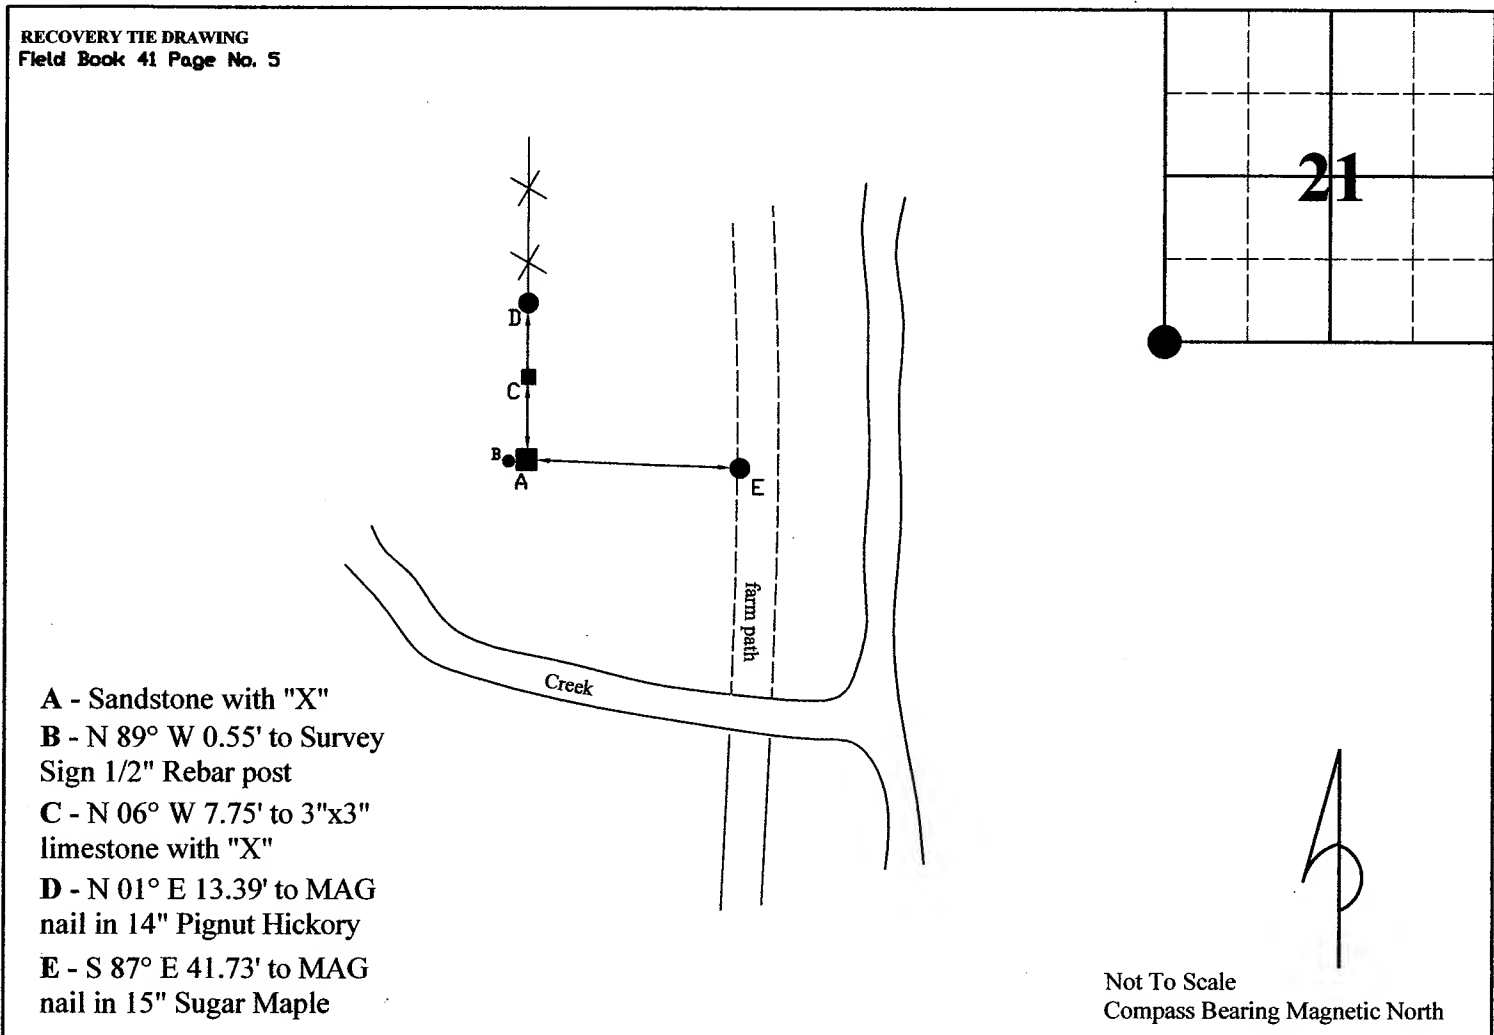 RECOVERY TIE DRAWING
Field Book 41 Page No. 5
21
D
C
B
A
E
farm path
Creek
A - Sandstone with "X"
B - N 89° W 0.55' to Survey
Sign 1/2" Rebar post
C - N 06° W 7.75' to 3"x3"
limestone with "X"
D - N 01° E 13.39' to MAG
nail in 14" Pignut Hickory
E - S 87° E 41.73' to MAG
nail in 15" Sugar Maple
Not To Scale
Compass Bearing Magnetic North